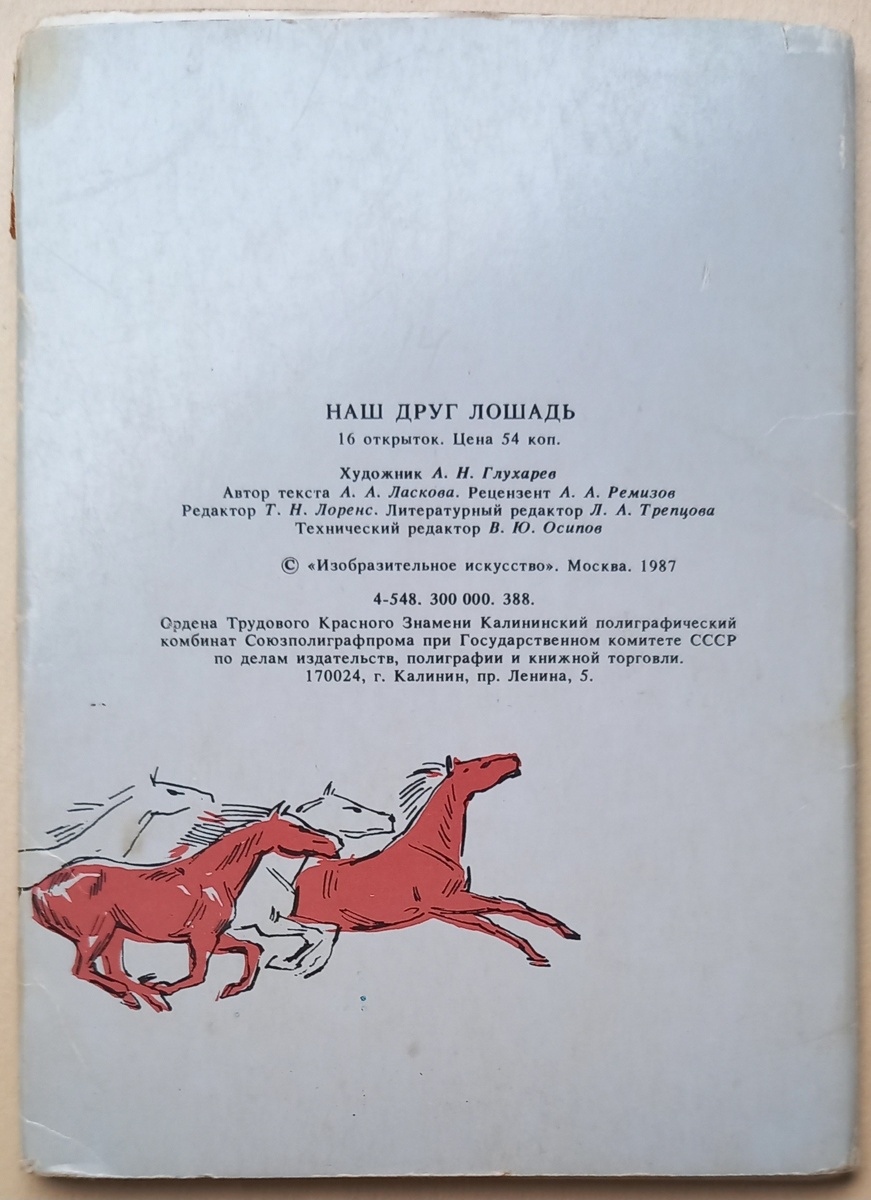 НАШ ДРУГ ЛОШАДЬ
16 открыток. Цена 54 коп.
Художник А. Н. Глухарев
Автор текста А. А. Ласкова. Рецензент А. А. Ремизов
Редактор Т. Н. Лоренс. Литературный редактор Л. А. Трепцова
Технический редактор В. Ю. Осипов
© «Изобразительное искусство». Москва. 1987
4-548. 300 000. 388.
Ордена Трудового Красного Знамени Калининский полиграфический
комбинат Союзполиграфпрома при Государственном комитете СССР
по делам издательств, полиграфии и книжной торговли.
170024, г. Калинин, пр. Ленина, 5.